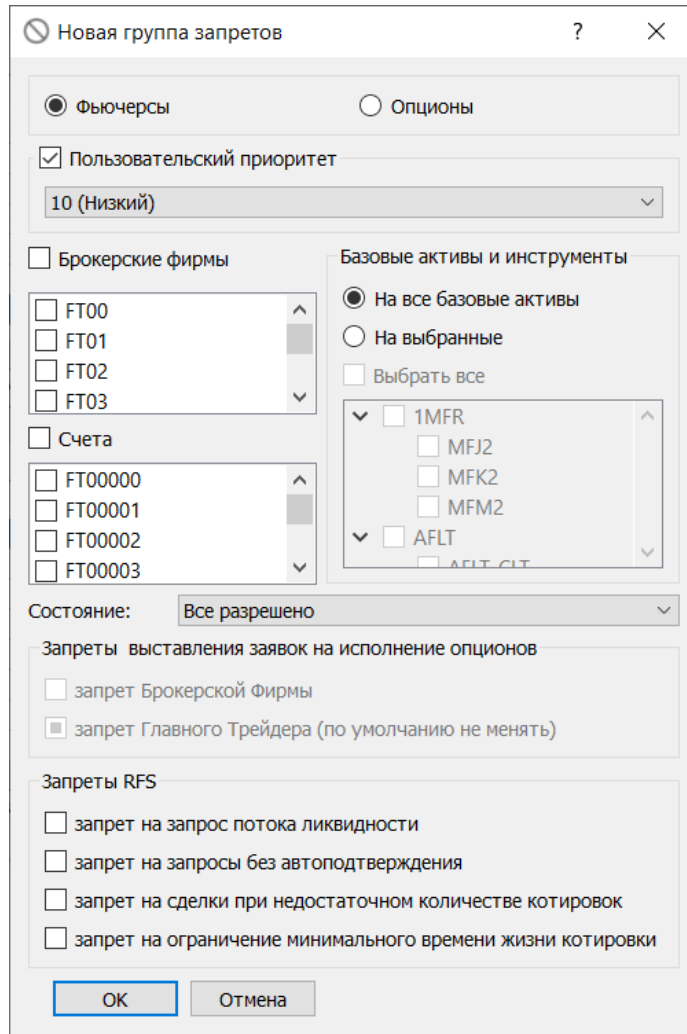 Новая группа запретов
?
Фьючерсы
Опционы
Пользовательский приоритет
10 (Низкий)
Брокерские фирмы
FT00
FT01
FT02
FT03
Счета
FT00000
FT00001
FT00002
FT00003
Базовые активы и инструменты
На все базовые активы
На выбранные
Выбрать все
1MFR
MFJ2
MFK2
MFM2
AFLT
Состояние:
Все разрешено
Запреты выставления заявок на исполнение опционов
запрет Брокерской Фирмы
запрет Главного Трейдера (по умолчанию не менять)
Запреты RFS
запрет на запрос потока ликвидности
запрет на запросы без автоподтверждения
запрет на сделки при недостаточном количестве котировок
запрет на ограничение минимального времени жизни котировки
OK
Отмена